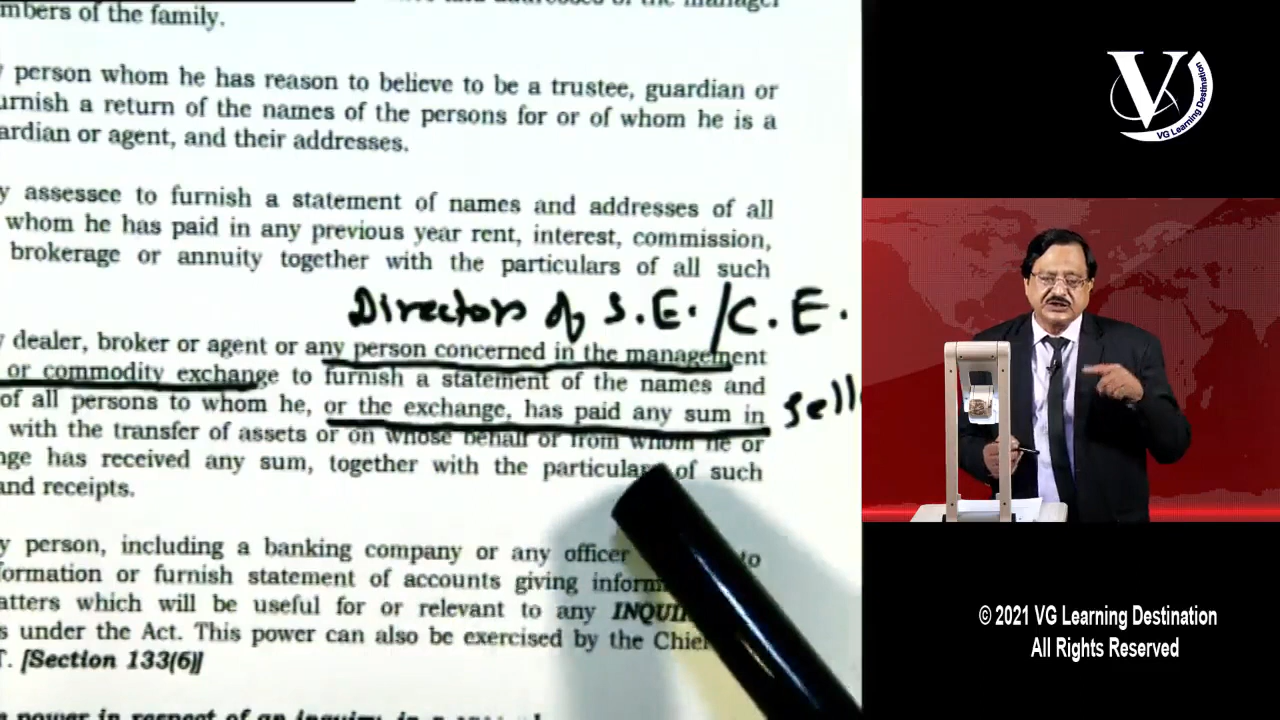 mbers of the family.
person whom he has reason to believe to be a trustee, guardian or
urnish a return of the names of the persons for or of whom he is a
ardian or agent, and their addresses.
y assessee to furnish a statement of names and addresses of all
whom he has paid in any previous year rent, interest, commission,
brokerage or annuity together with the particulars of all such
Directors of S.E./C.E.
y dealer, broker or agent or any person concerned in the management
or commodity exchange to furnish a statement of the names and
of all persons to whom he, or the exchange, has paid any sum in
sell
with the transfer of assets or on whose behalf or from whom he or
nge has received any sum, together with the particulars of such
and receipts.
y person, including a banking company or any officer to
formation or furnish statement of accounts giving inform
atters which will be useful for or relevant to any INQUI
s under the Act. This power can also be exercised by the Chie
T. [Section 133(6)]
power in respect of an inquiry, in a
V
VG Learning Destination
© 2021 VG Learning Destination
All Rights Reserved